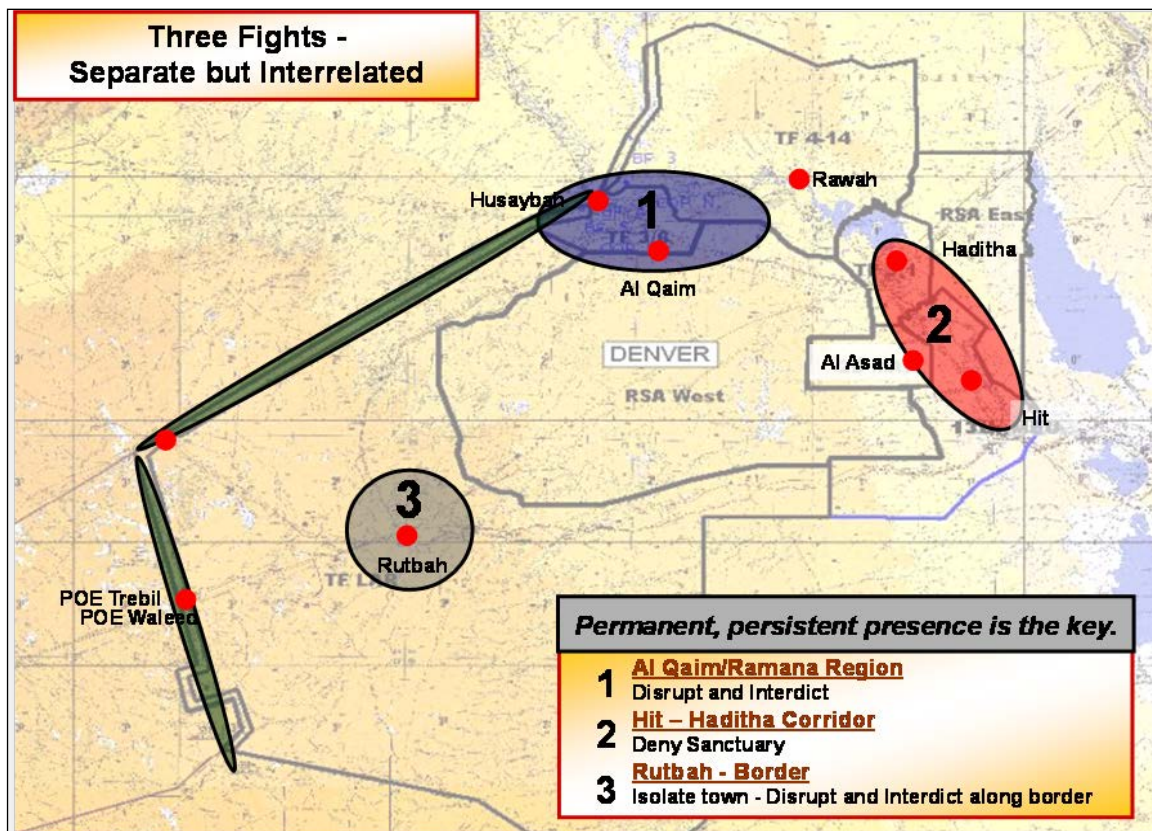 Three Fights -
Separate but Interrelated
TF 4-14
Rawah
Husaybah
1
RSA East
Haditha
Al Qaim
2
DENVER
Al Asad
RSA West
Hit
3
Rutbah
TF LAR
POE Trebil
POE Waleed
Permanent, persistent presence is the key.
1 Al Qaim/Ramana Region
Disrupt and Interdict
2 Hit – Haditha Corridor
Deny Sanctuary
3 Rutbah - Border
Isolate town - Disrupt and Interdict along border